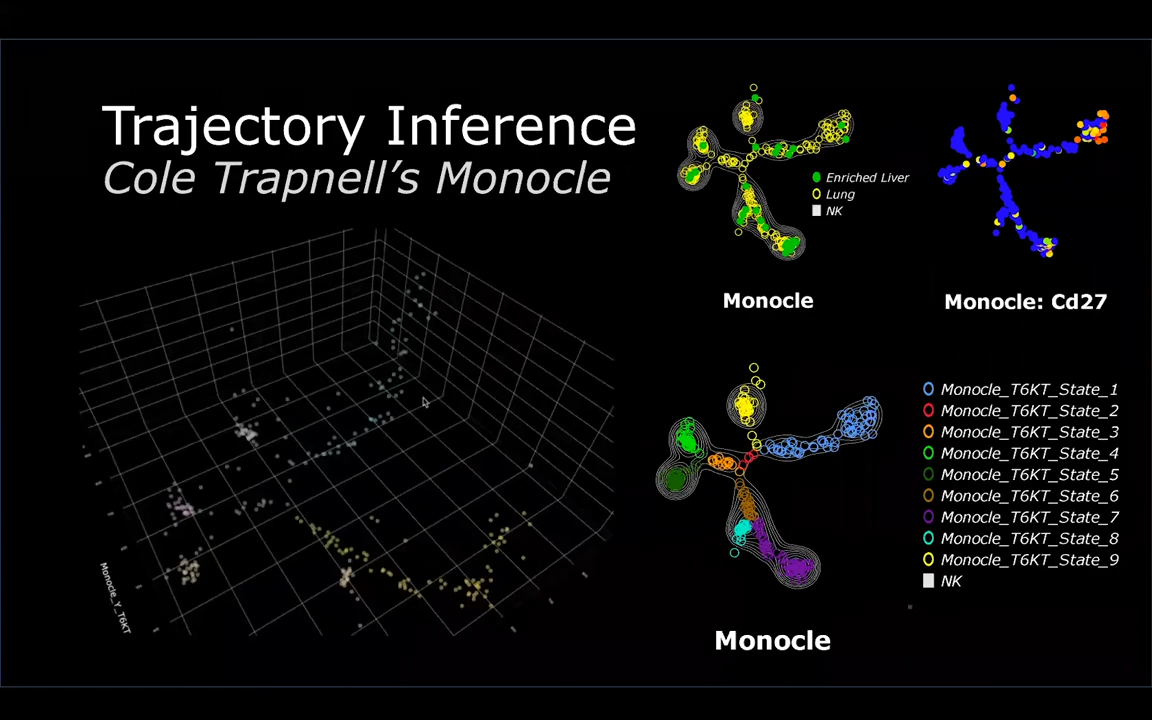 Trajectory Inference
Cole Trapnell's Monocle
Enriched Liver
Lung
NK
Monocle
Monocle: Cd27
Monocle_T6KT_State_1
Monocle_T6KT_State_2
Monocle_T6KT_State_3
Monocle_T6KT_State_4
Monocle_T6KT_State_5
Monocle_T6KT_State_6
Monocle_T6KT_State_7
Monocle_T6KT_State_8
Monocle_T6KT_State_9
NK
Monocle_Y_T6KT
Monocle